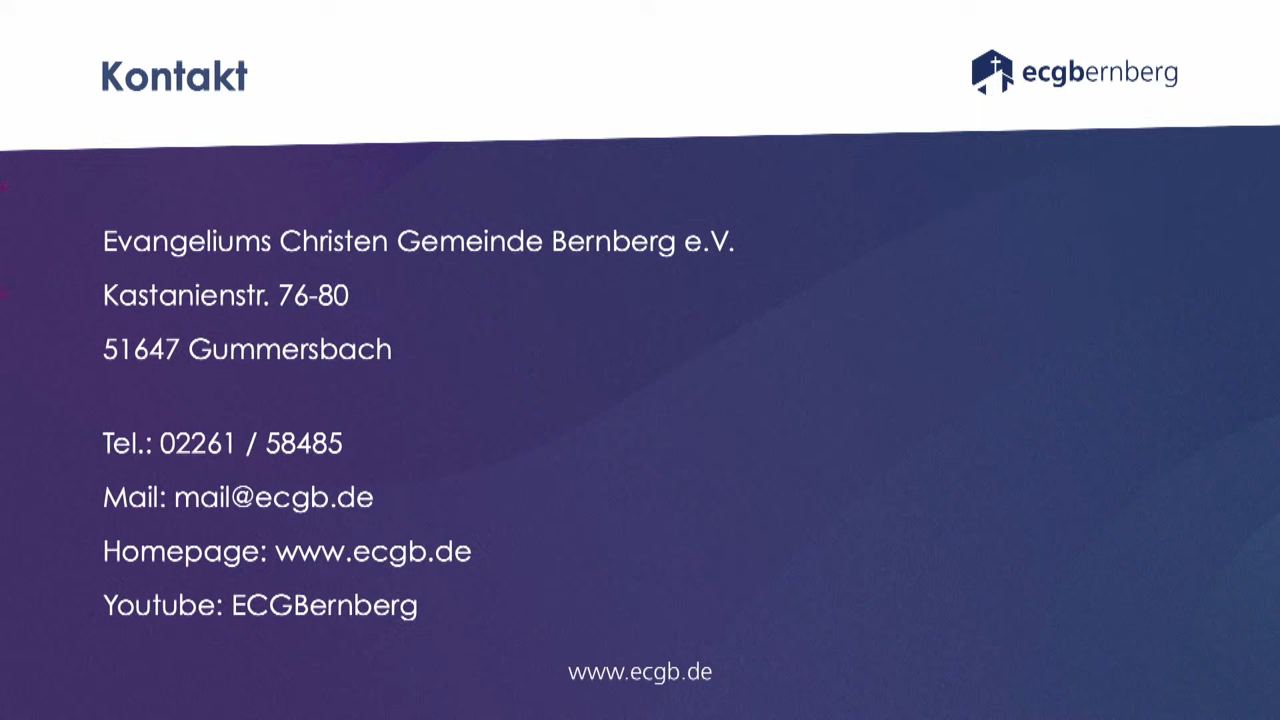 Kontakt
ecgbernberg
Evangeliums Christen Gemeinde Bernberg e.V.
Kastanienstr. 76-80
51647 Gummersbach
Tel.: 02261 / 58485
Mail: mail@ecgb.de
Homepage: www.ecgb.de
Youtube: ECGBernberg
www.ecgb.de